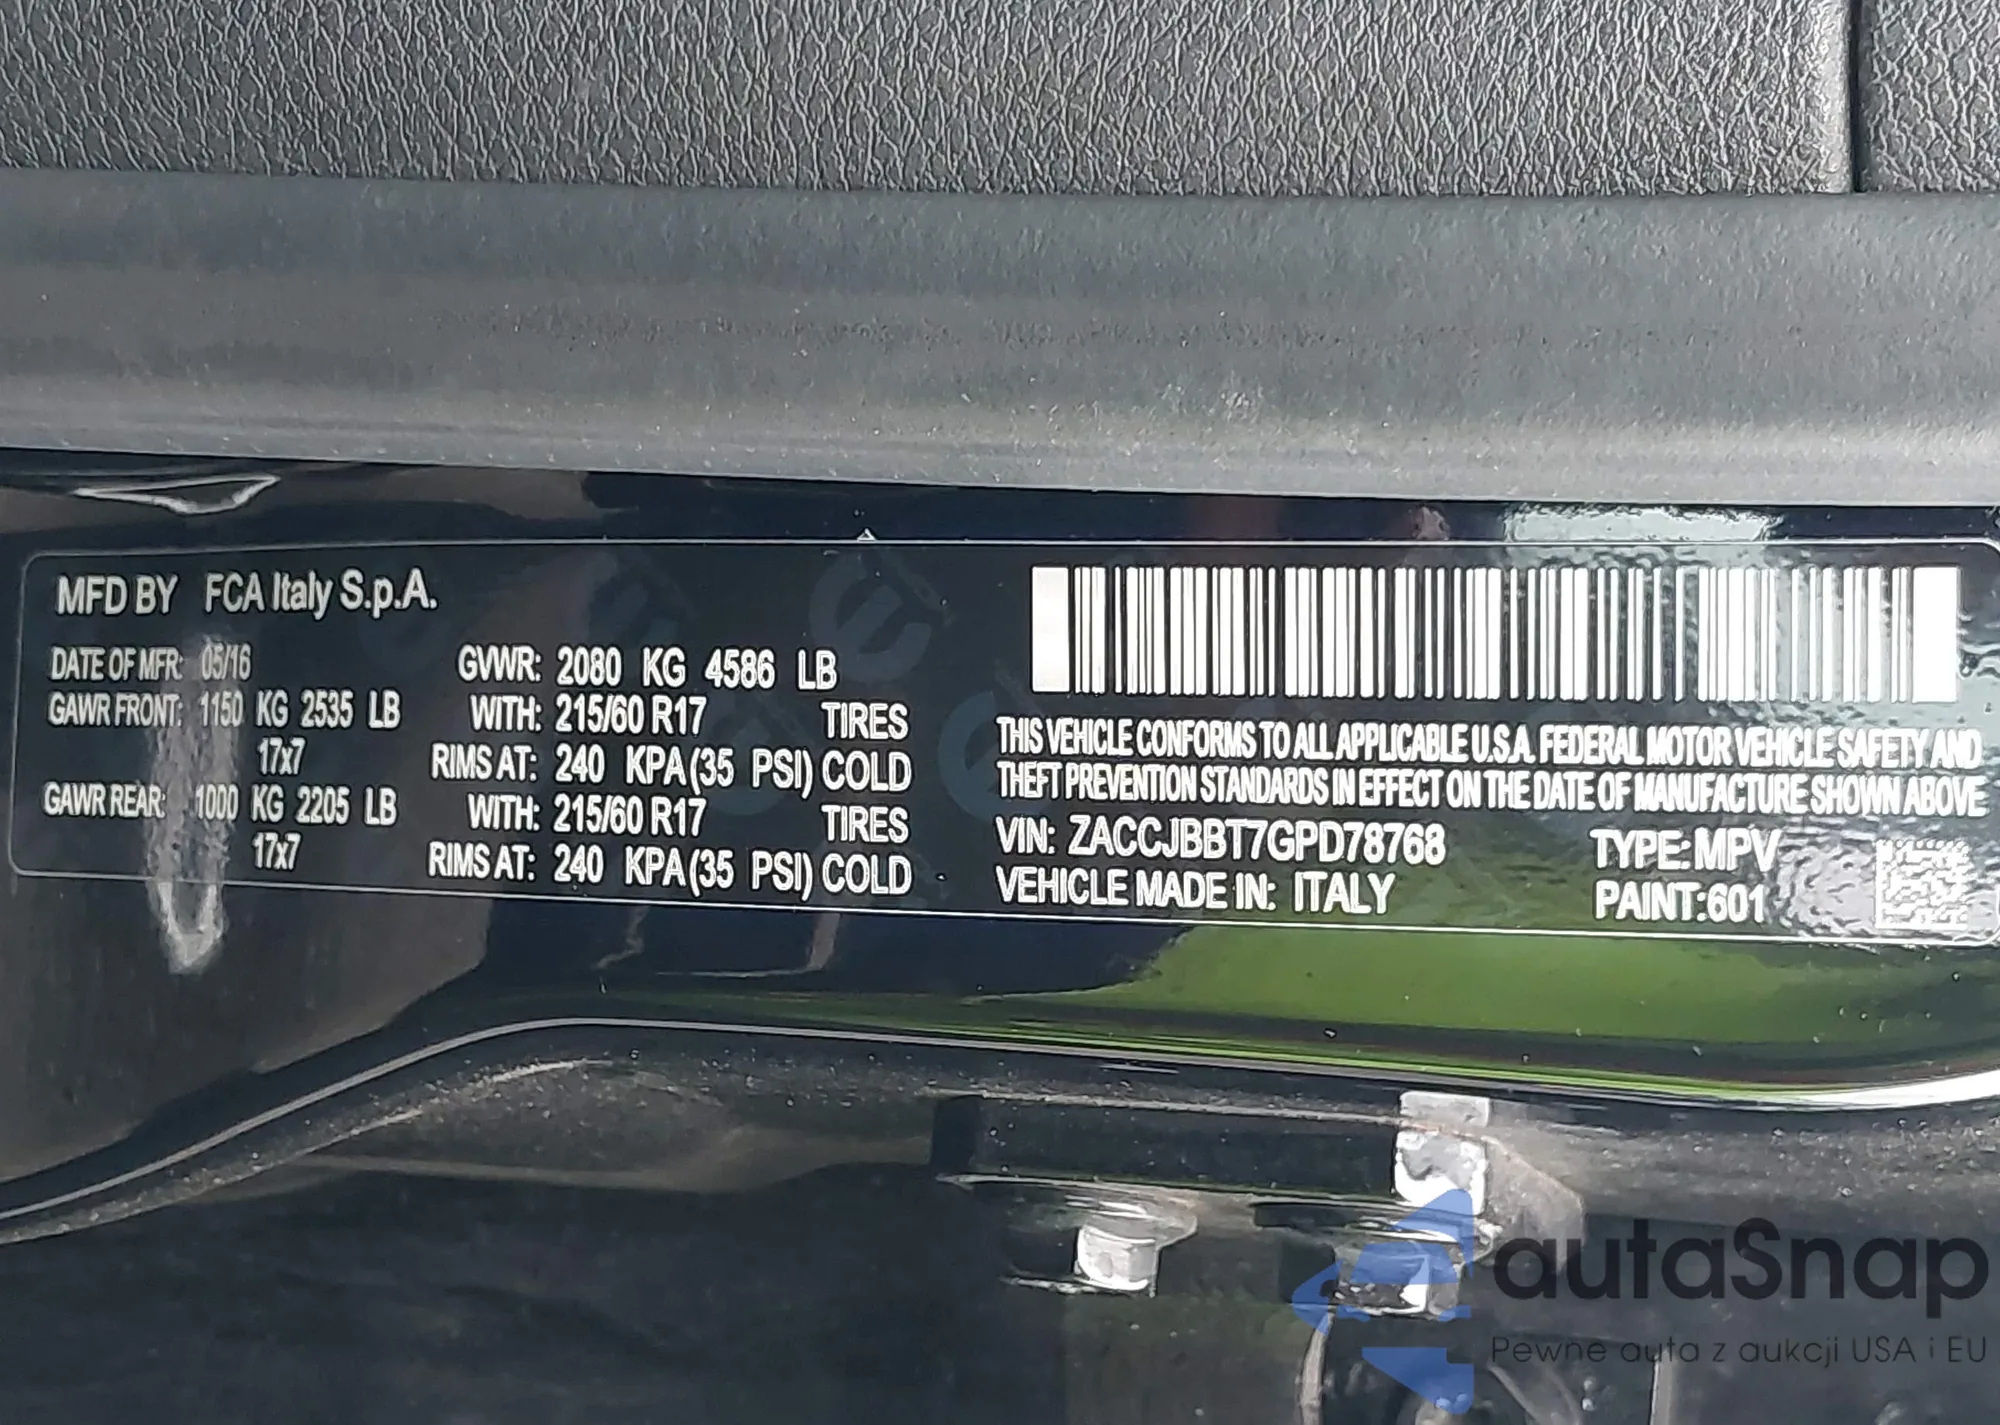 MFD BY FCA Italy S.p.A.
DATE OF MFR: 05/16 GVWR: 2080 KG 4586 LB
GAWR FRONT: 1150 KG 2535 LB WITH: 215/60 R17 TIRES
17x7 RIMS AT: 240 KPA(35 PSI) COLD
GAWR REAR: 1000 KG 2205 LB WITH: 215/60 R17 TIRES
17x7 RIMS AT: 240 KPA(35 PSI) COLD
THIS VEHICLE CONFORMS TO ALL APPLICABLE U.S.A. FEDERAL MOTOR VEHICLE SAFETY AND
THEFT PREVENTION STANDARDS IN EFFECT ON THE DATE OF MANUFACTURE SHOWN ABOVE
VIN: ZACCJBBT7GPD78768 TYPE: MPV
VEHICLE MADE IN: ITALY PAINT:601
autaSnap
Pewne auta z aukcji USA i EU